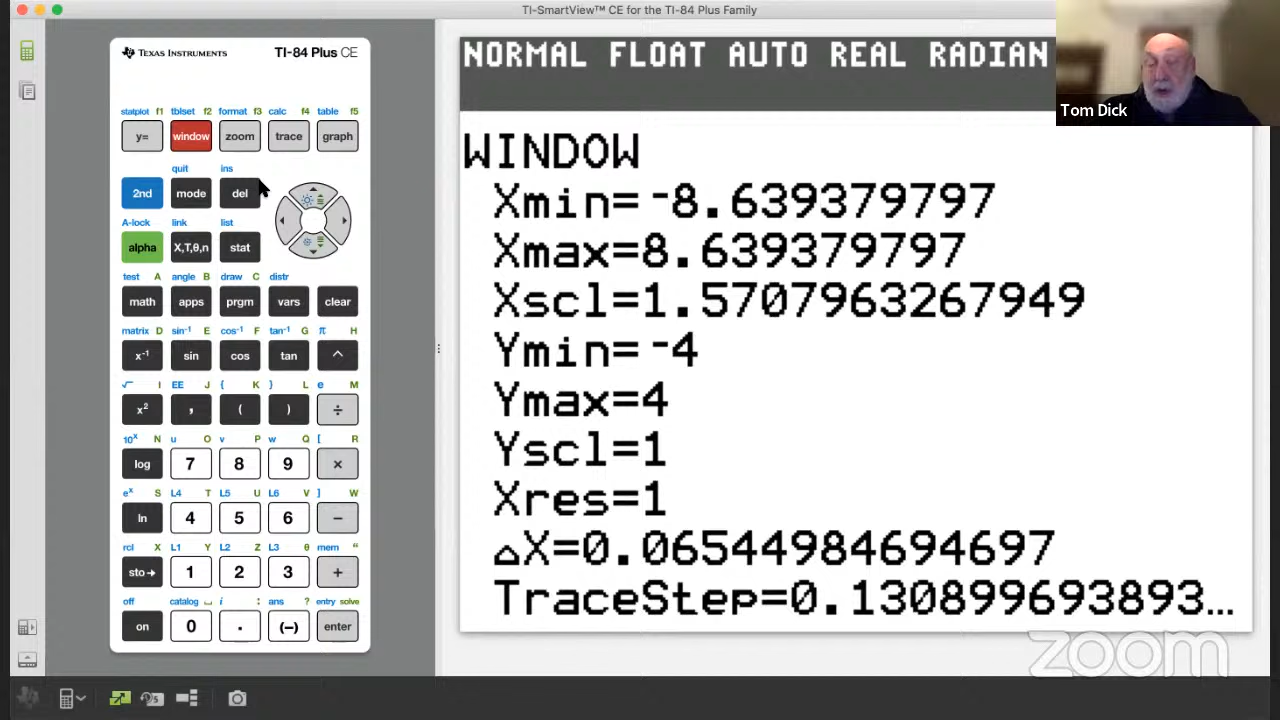 TI-SmartView™ CE for the TI-84 Plus Family
TEXAS INSTRUMENTS TI-84 Plus CE
statplot f1 tblset f2 format f3 calc f4 table f5
y= window zoom trace graph
quit ins
2nd mode del
A-lock link list
alpha X,T,θ,n stat
test A angle B draw C distr
math apps prgm vars clear
matrix D sin⁻¹ E cos⁻¹ F tan⁻¹ G π H
x⁻¹ sin cos tan ^
√ I EE J { K } L e M
x² , ( ) ÷
10ˣ N u O v P w Q [ R
log 7 8 9 ×
eˣ S L4 T L5 U L6 V ] W
ln 4 5 6 −
rcl X L1 Y L2 Z L3 θ mem “
sto→ 1 2 3 +
off catalog ␣ i : ans ? entry solve
on 0 . (−) enter
NORMAL FLOAT AUTO REAL RADIAN
WINDOW
Xmin=-8.639379797
Xmax=8.639379797
Xscl=1.5707963267949
Ymin=-4
Ymax=4
Yscl=1
Xres=1
△X=0.06544984694697
TraceStep=0.130899693893...
Tom Dick
zoom